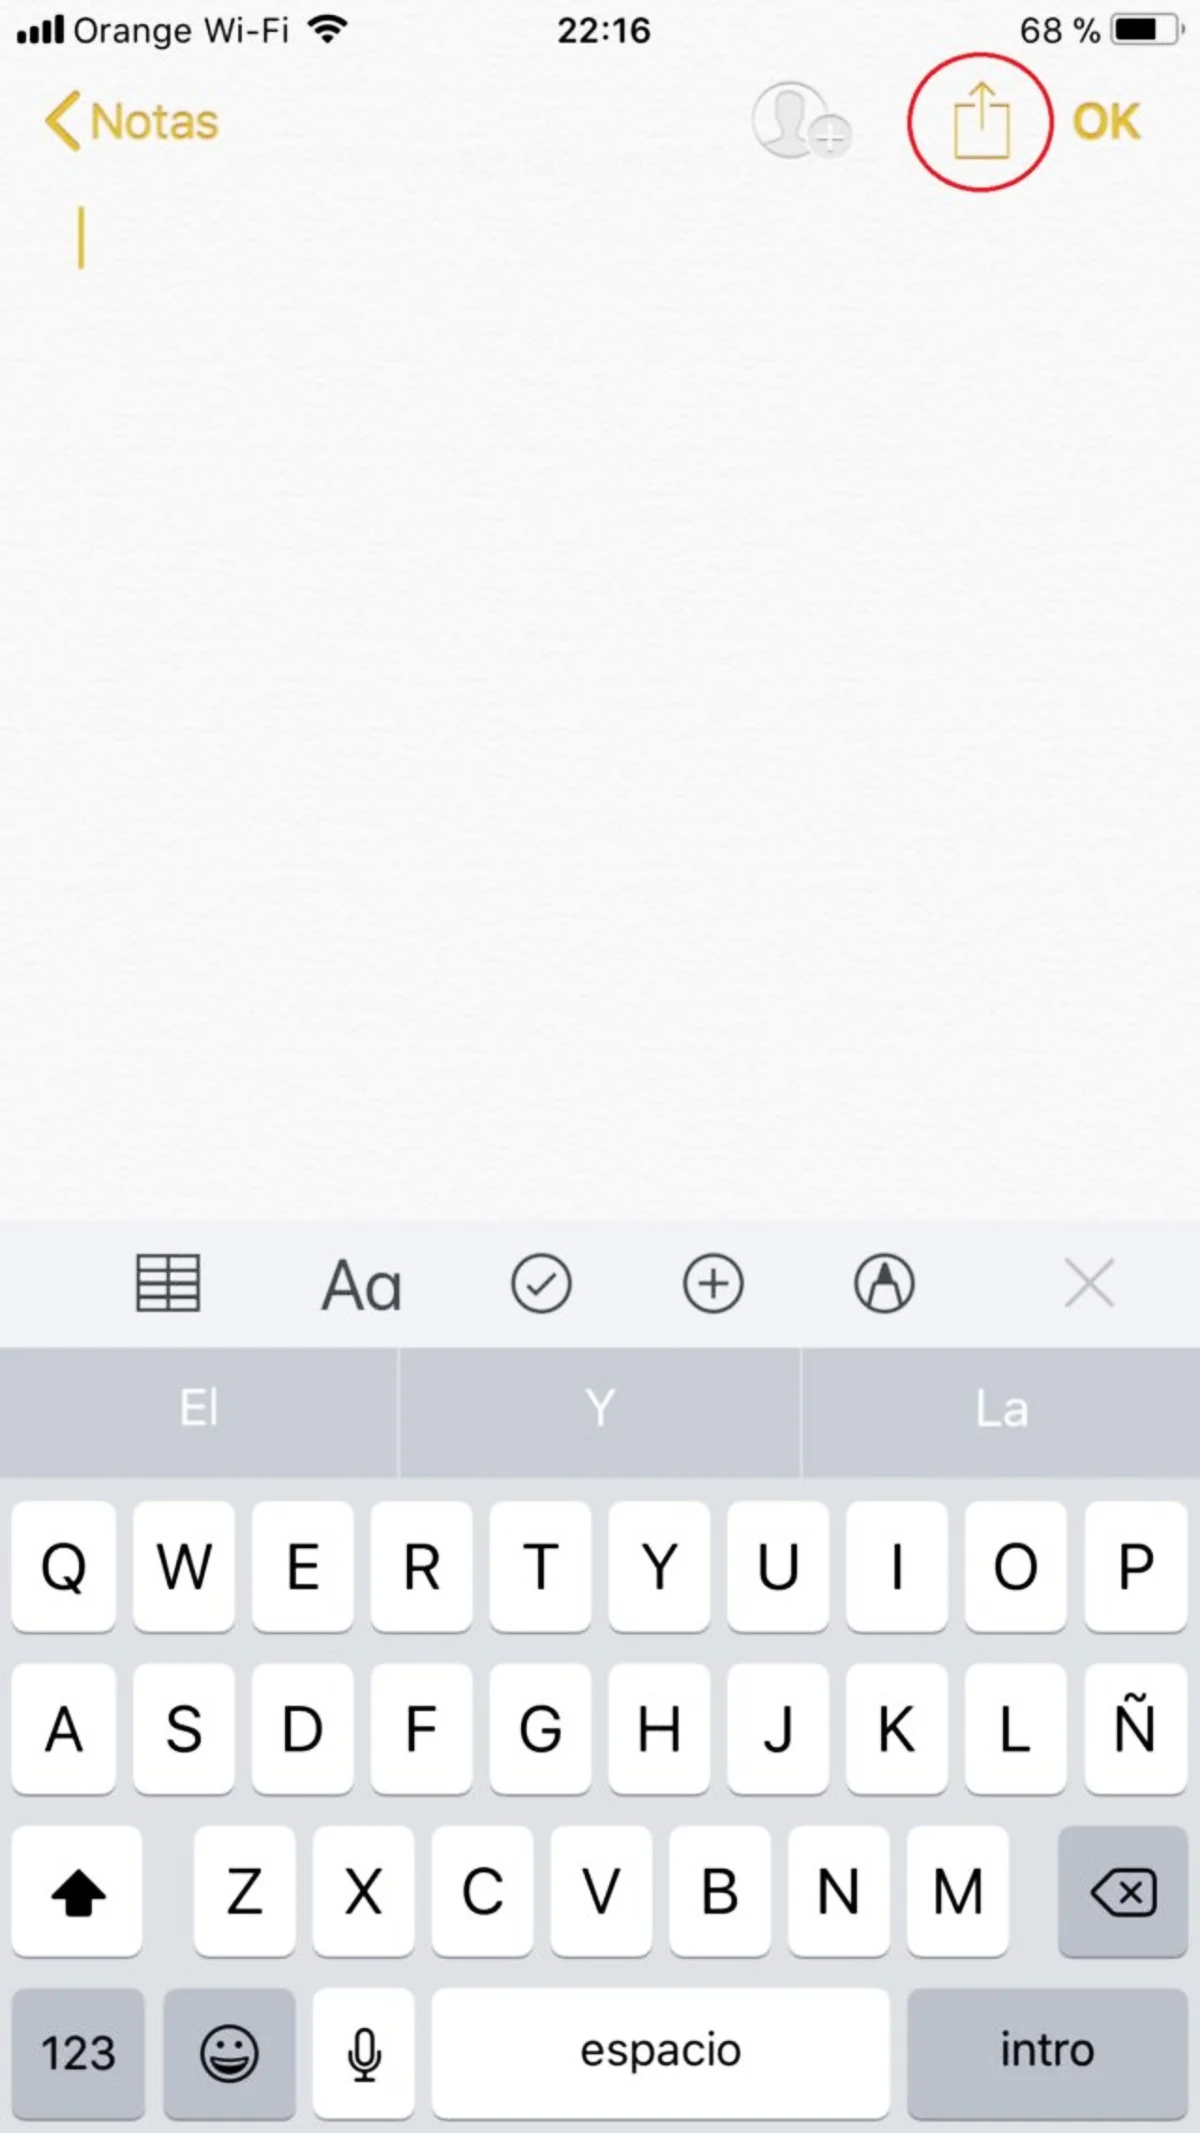 Orange Wi-Fi 22:16 68 %
Notas OK
Aa
El Y La
Q W E R T Y U I O P
A S D F G H J K L Ñ
Z X C V B N M
123 espacio intro